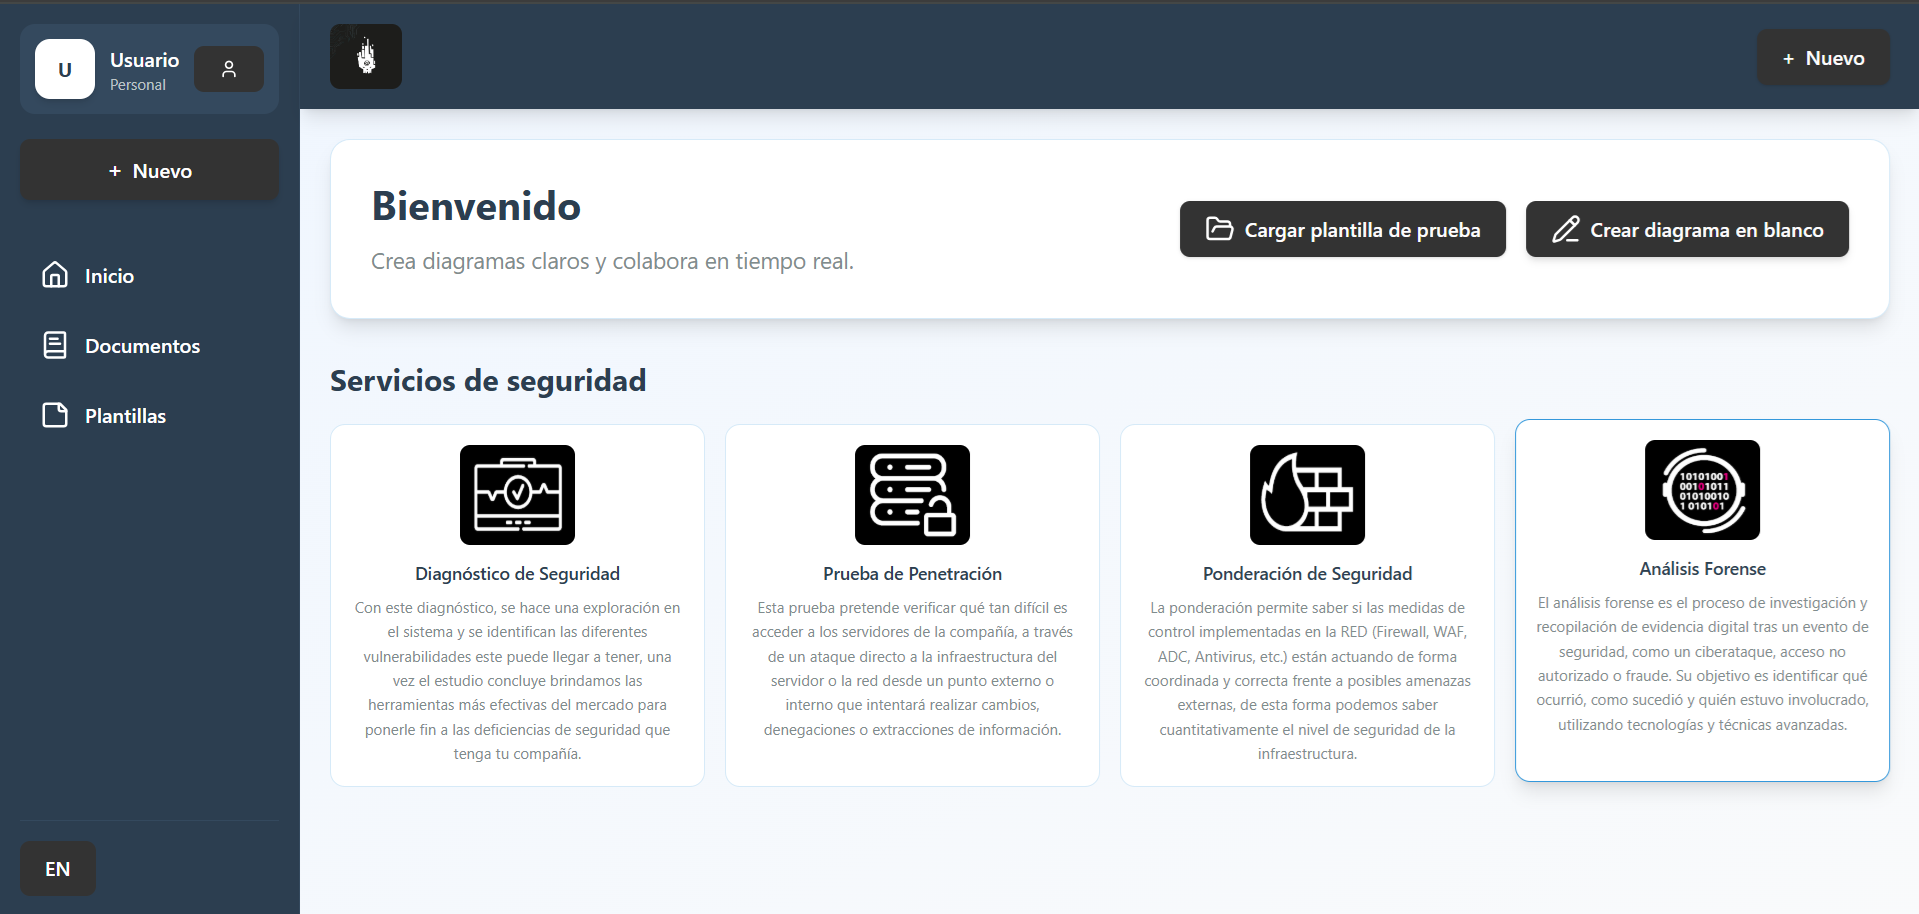 U
Usuario
Personal
+ Nuevo
Inicio
Documentos
Plantillas
EN
+ Nuevo
Bienvenido
Crea diagramas claros y colabora en tiempo real.
Cargar plantilla de prueba
Crear diagrama en blanco
Servicios de seguridad
Diagnóstico de Seguridad
Con este diagnóstico, se hace una exploración en
el sistema y se identifican las diferentes
vulnerabilidades este puede llegar a tener, una
vez el estudio concluye brindamos las
herramientas más efectivas del mercado para
ponerle fin a las deficiencias de seguridad que
tenga tu compañía.
Prueba de Penetración
Esta prueba pretende verificar qué tan difícil es
acceder a los servidores de la compañía, a través
de un ataque directo a la infraestructura del
servidor o la red desde un punto externo o
interno que intentará realizar cambios,
denegaciones o extracciones de información.
Ponderación de Seguridad
La ponderación permite saber si las medidas de
control implementadas en la RED (Firewall, WAF,
ADC, Antivirus, etc.) están actuando de forma
coordinada y correcta frente a posibles amenazas
externas, de esta forma podemos saber
cuantitativamente el nivel de seguridad de la
infraestructura.
10101001
00101011
01010010
1 010101
Análisis Forense
El análisis forense es el proceso de investigación y
recopilación de evidencia digital tras un evento de
seguridad, como un ciberataque, acceso no
autorizado o fraude. Su objetivo es identificar qué
ocurrió, como sucedió y quién estuvo involucrado,
utilizando tecnologías y técnicas avanzadas.